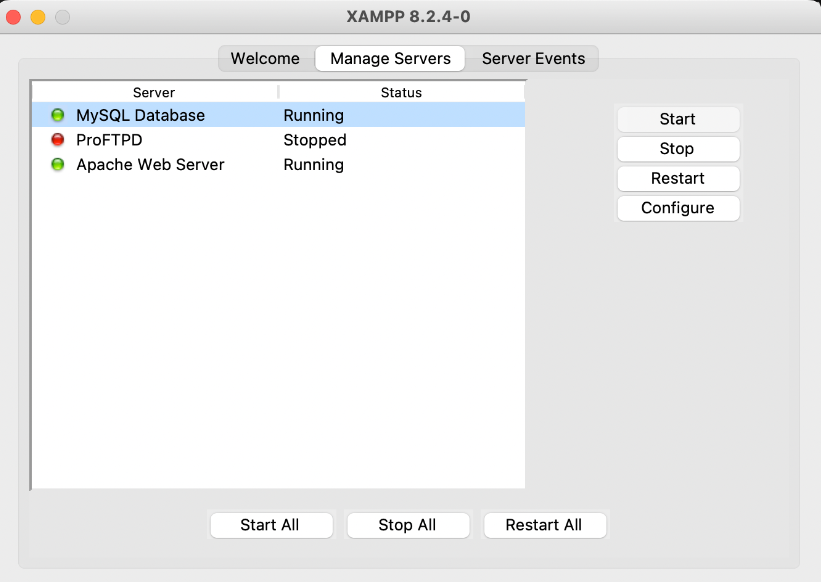 XAMPP 8.2.4-0
Welcome Manage Servers Server Events
Server Status
MySQL Database Running
ProFTPD Stopped
Apache Web Server Running
Start
Stop
Restart
Configure
Start All Stop All Restart All